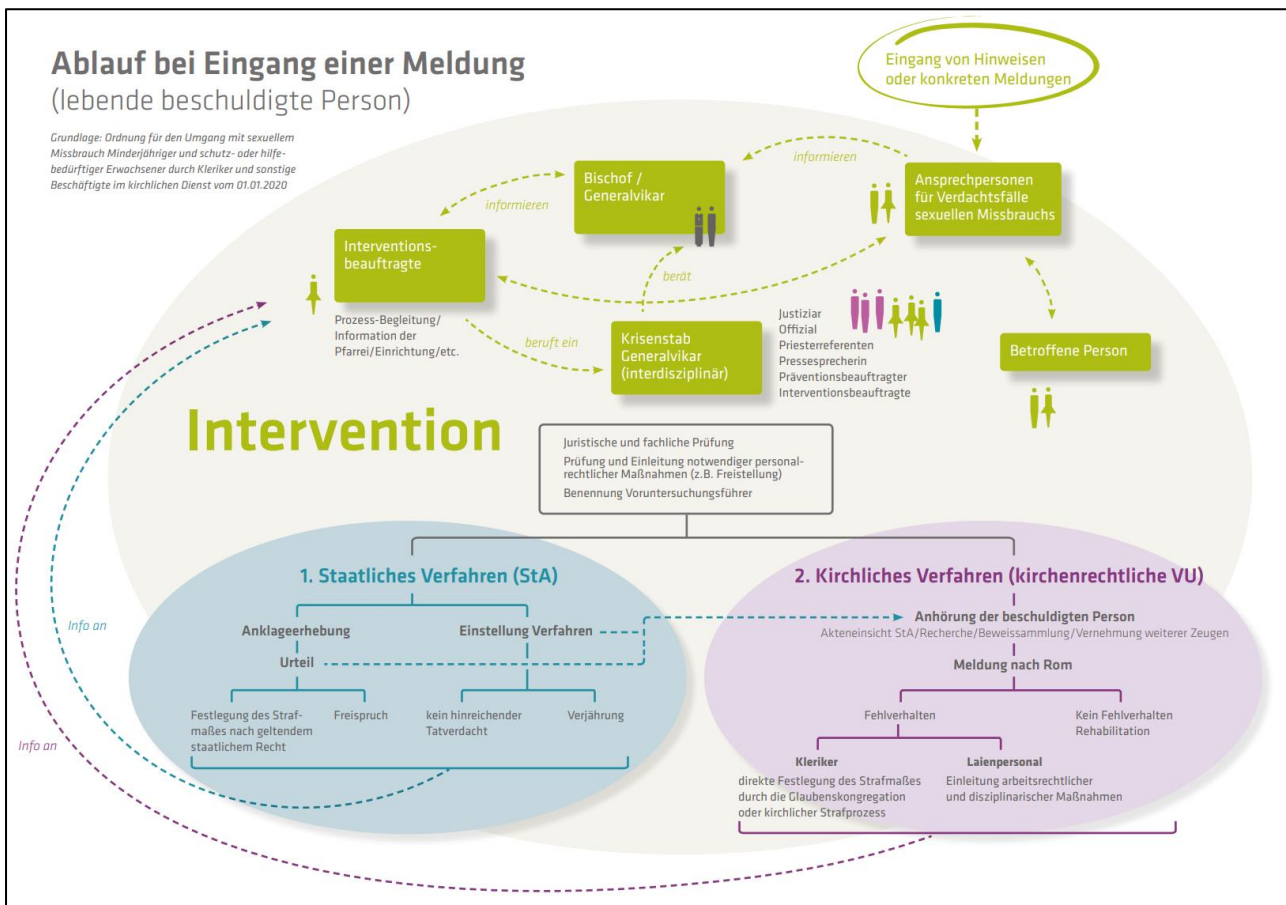 Ablauf bei Eingang einer Meldung
(lebende beschuldigte Person)
Grundlage: Ordnung für den Umgang mit sexuellem
Missbrauch Minderjähriger und schutz- oder hilfe-
bedürftiger Erwachsener durch Kleriker und sonstige
Beschäftigte im kirchlichen Dienst vom 01.01.2020
Eingang von Hinweisen
oder konkreten Meldungen
informieren
Bischof /
Generalvikar
Ansprechpersonen
für Verdachtsfälle
sexuellen Missbrauchs
informieren
Interventions-
beauftragte
Prozess-Begleitung/
Information der
Pfarrei/Einrichtung/etc.
berät
beruft ein
Krisenstab
Generalvikar
(interdisziplinär)
Justiziar
Offizial
Priesterreferenten
Pressesprecherin
Präventionsbeauftragter
Interventionsbeauftragte
Betroffene Person
Intervention
Juristische und fachliche Prüfung
Prüfung und Einleitung notwendiger personal-
rechtlicher Maßnahmen (z.B. Freistellung)
Benennung Voruntersuchungsführer
1. Staatliches Verfahren (StA)
Anklageerhebung
Einstellung Verfahren
Urteil
Festlegung des Straf-
maßes nach geltendem
staatlichem Recht
Freispruch
kein hinreichender
Tatverdacht
Verjährung
2. Kirchliches Verfahren (kirchenrechtliche VU)
Anhörung der beschuldigten Person
Akteneinsicht StA/Recherche/Beweissammlung/Vernehmung weiterer Zeugen
Meldung nach Rom
Fehlverhalten
Kein Fehlverhalten
Rehabilitation
Kleriker
direkte Festlegung des Strafmaßes
durch die Glaubenskongregation
oder kirchlicher Strafprozess
Laienpersonal
Einleitung arbeitsrechtlicher
und disziplinarischer Maßnahmen
Info an
Info an